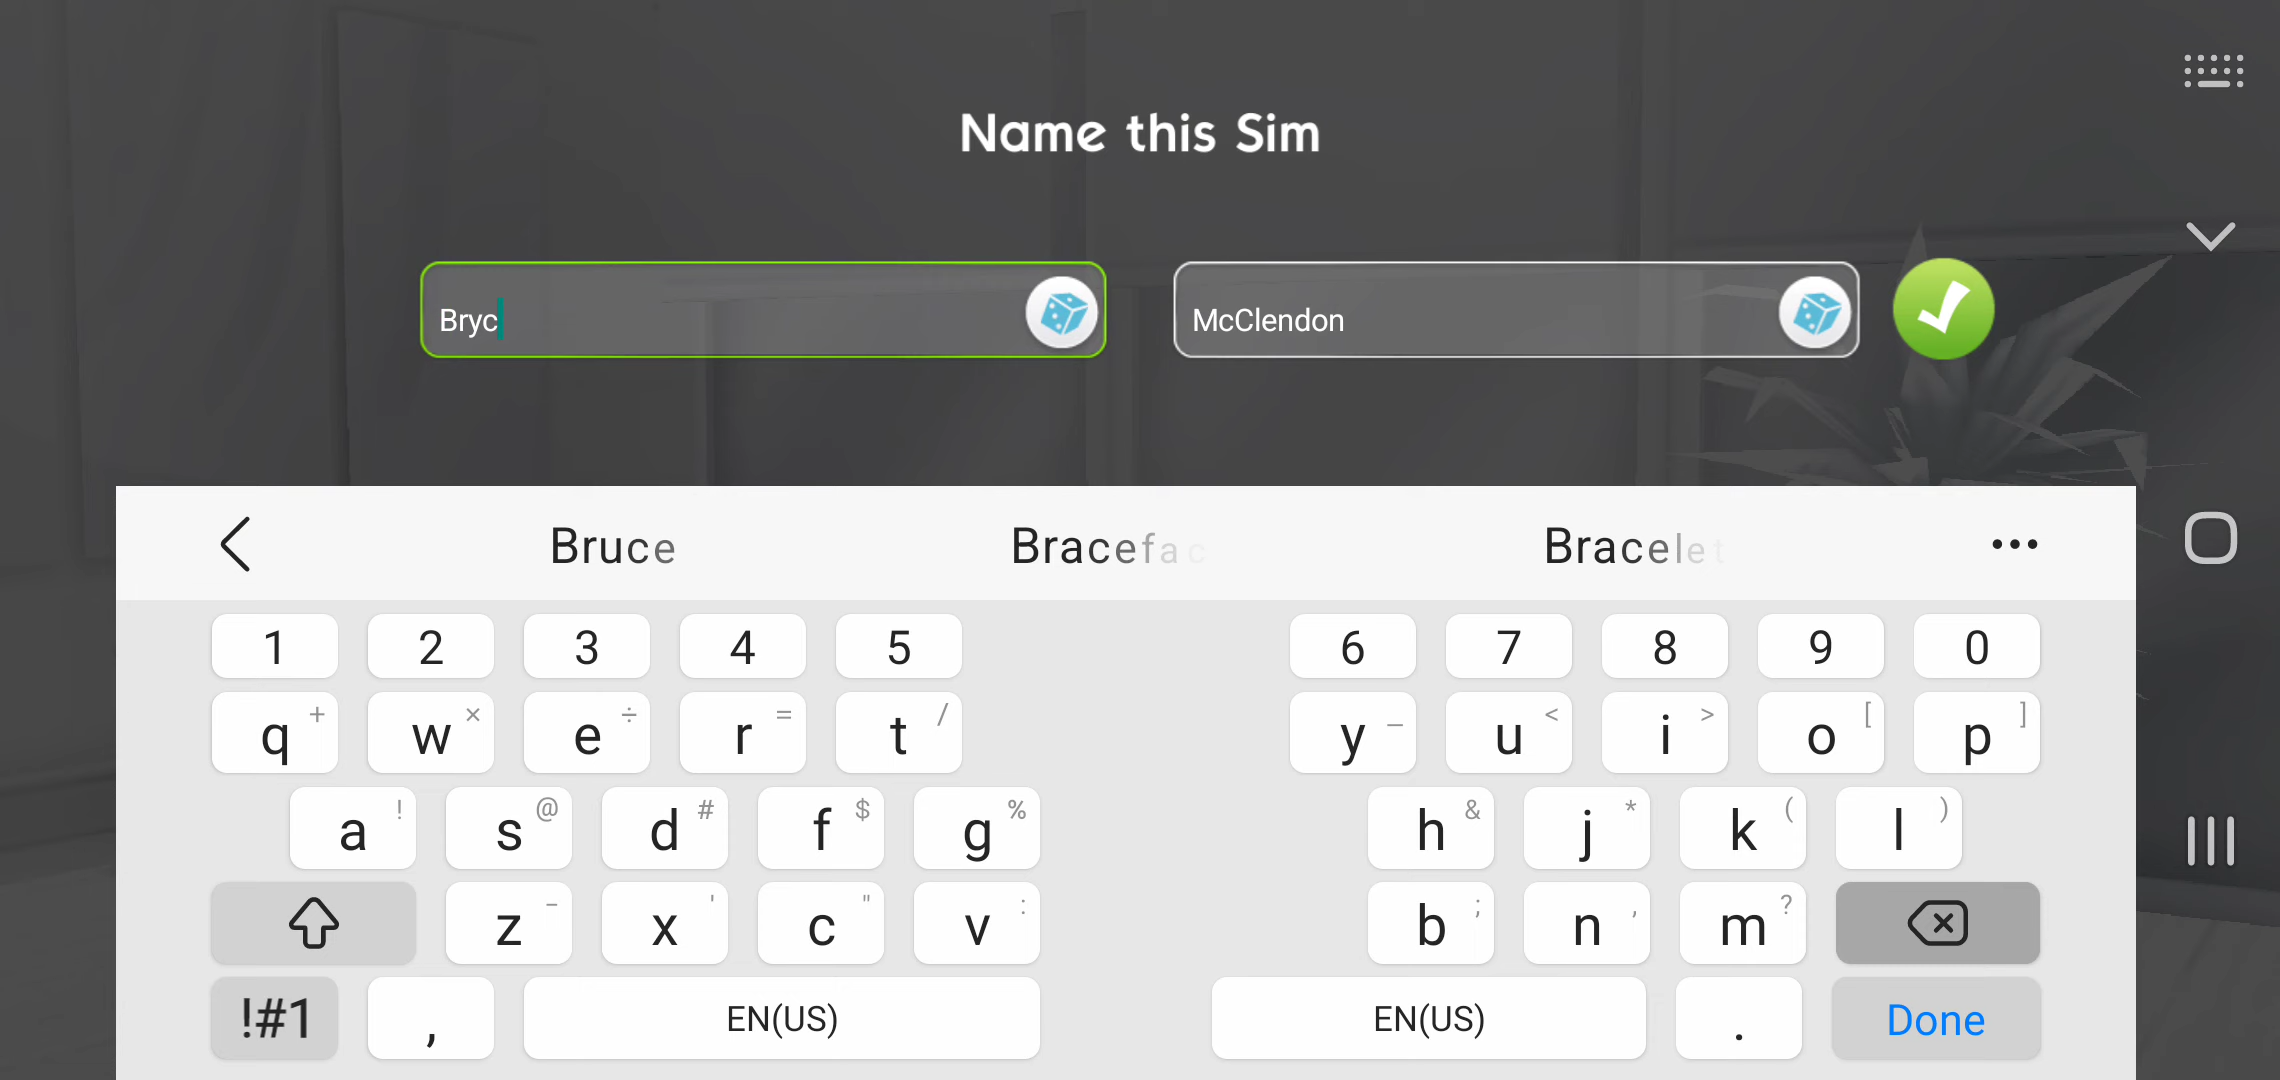 Name this Sim
Bryc
McClendon
Bruce Bracefac Bracelet ...
1 2 3 4 5 6 7 8 9 0
q + w × e ÷ r = t / y _ u < i > o [ p ]
a ! s @ d # f $ g % h & j * k ( l )
z - x ' c " v : b ; n , m ?
!#1 , EN(US) EN(US) . Done